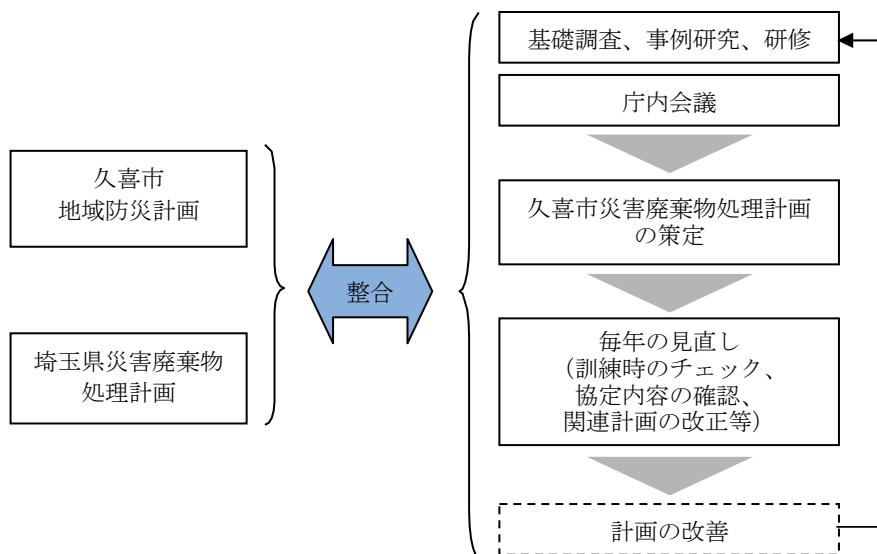 久喜市
地域防災計画
埼玉県災害廃棄物
処理計画
整合
基礎調査、事例研究、研修
庁内会議
久喜市災害廃棄物処理計画
の策定
毎年の見直し
（訓練時のチェック、
協定内容の確認、
関連計画の改正等）
計画の改善